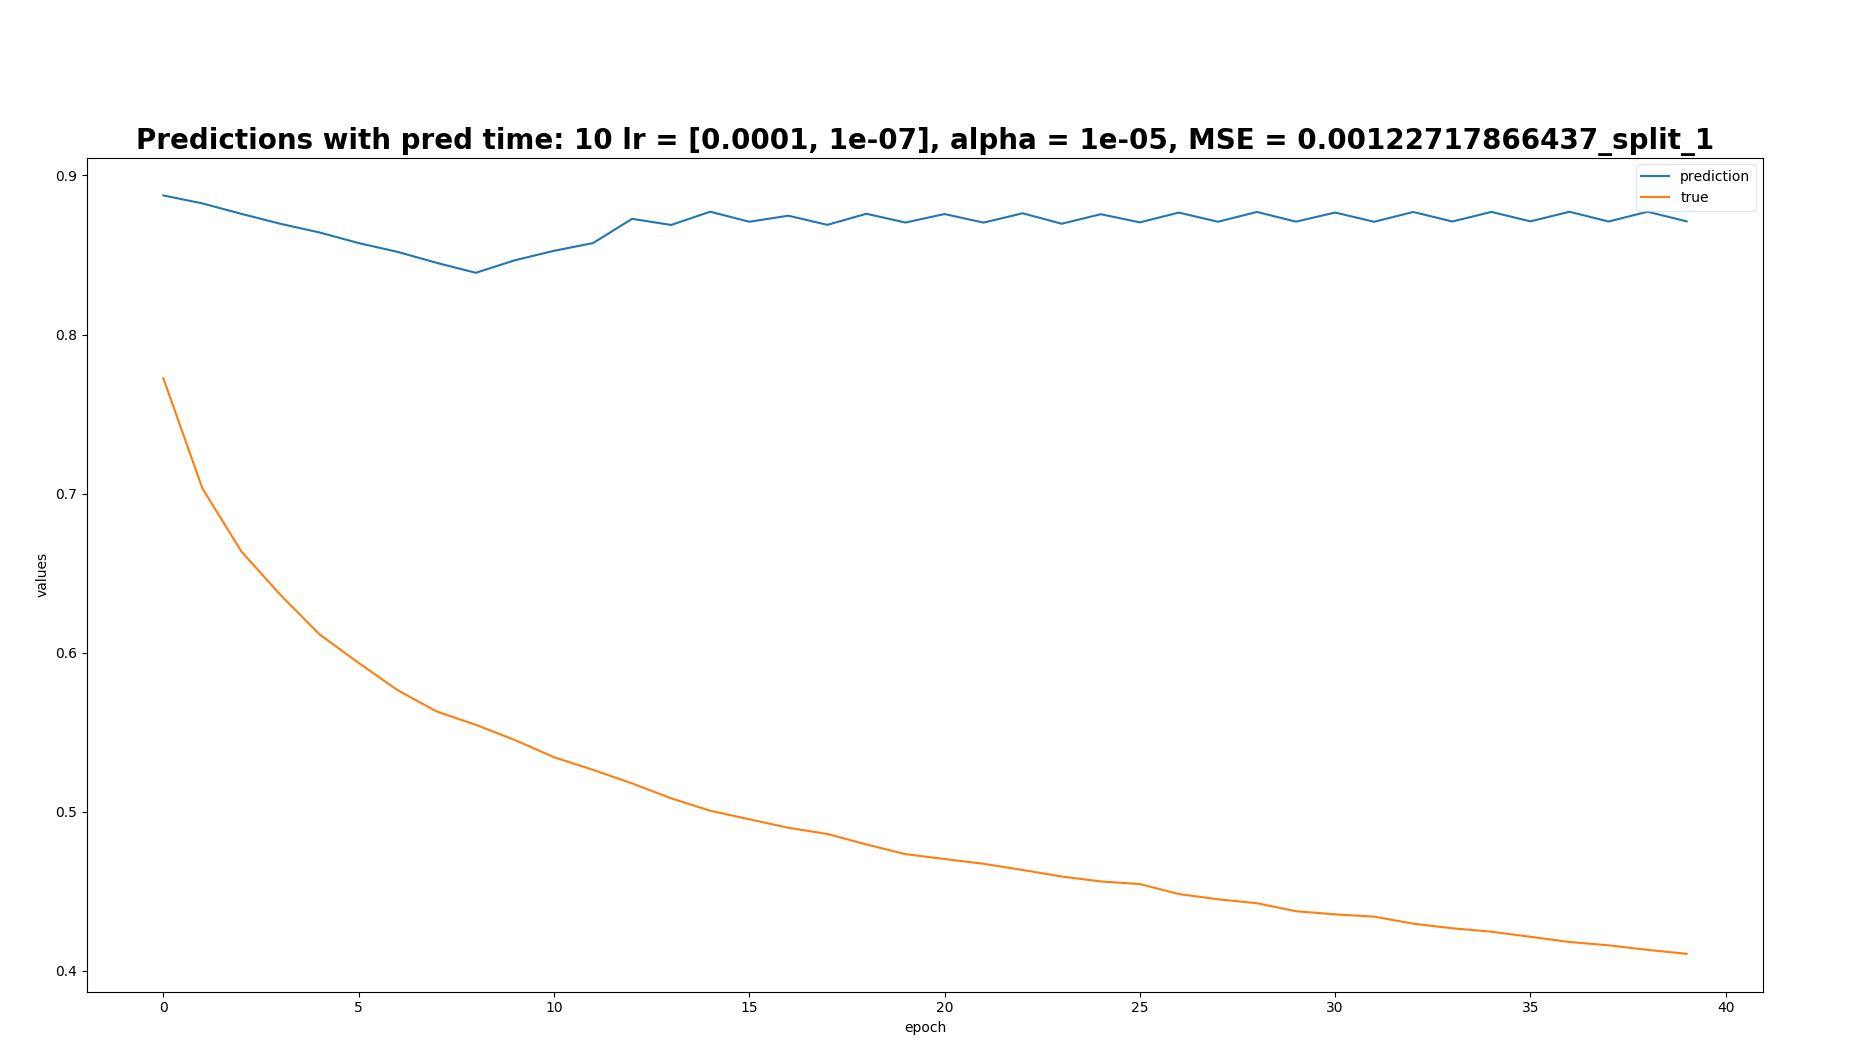 Predictions with pred time: 10 lr = [0.0001, 1e-07], alpha = 1e-05, MSE = 0.00122717866437_split_1
prediction
true
0.9
0.8
0.7
0.6
0.5
0.4
values
0 5 10 15 20 25 30 35 40
epoch